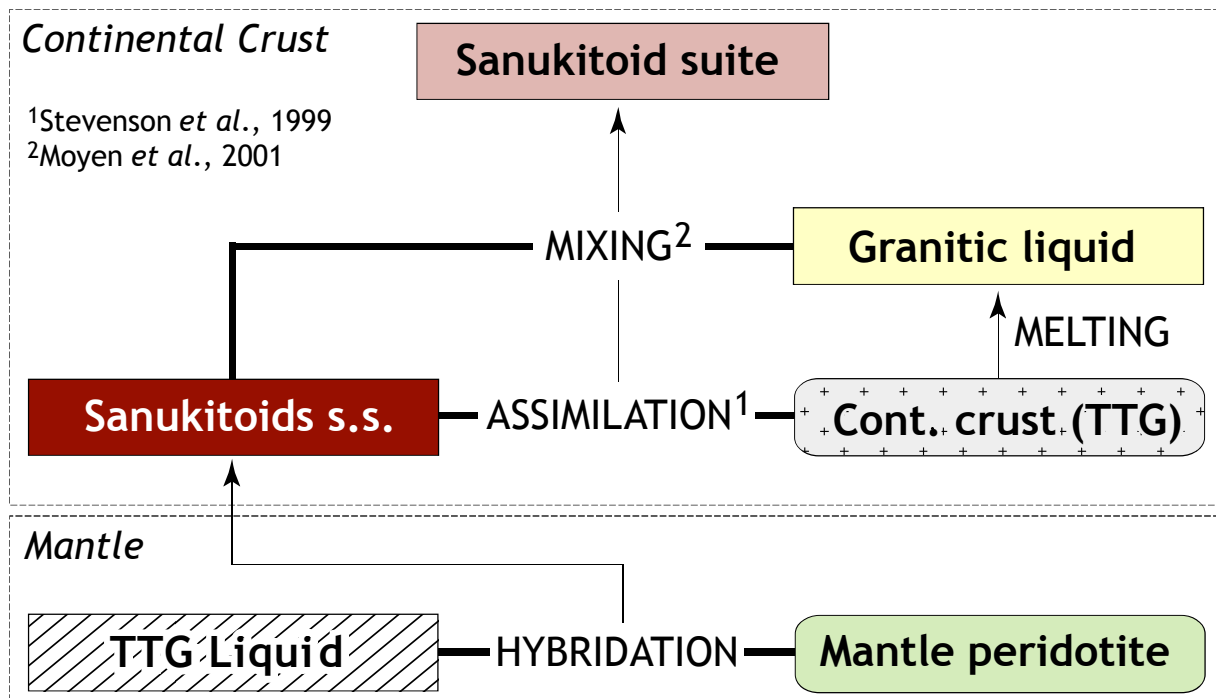 Continental Crust
Sanukitoid suite
¹Stevenson et al., 1999
²Moyen et al., 2001
MIXING²
Granitic liquid
MELTING
Sanukitoids s.s.
ASSIMILATION¹
Cont. crust (TTG)
Mantle
TTG Liquid
HYBRIDATION
Mantle peridotite